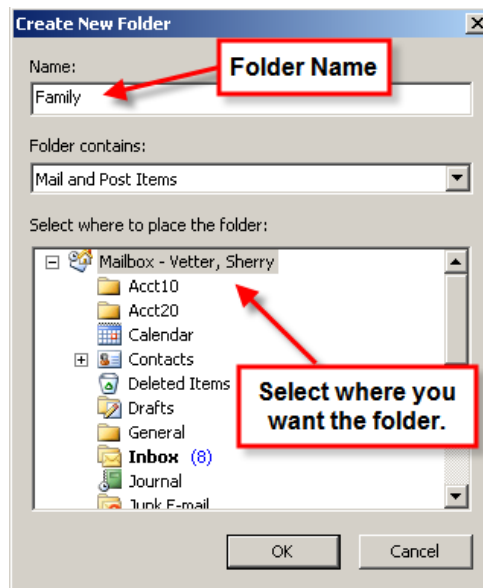 Create New Folder
Name:
Folder Name
Family
Folder contains:
Mail and Post Items
Select where to place the folder:
Mailbox - Vetter, Sherry
Acct10
Acct20
Calendar
Contacts
Deleted Items
Select where you
want the folder.
Drafts
General
Inbox (8)
Journal
Junk E-mail
OK
Cancel